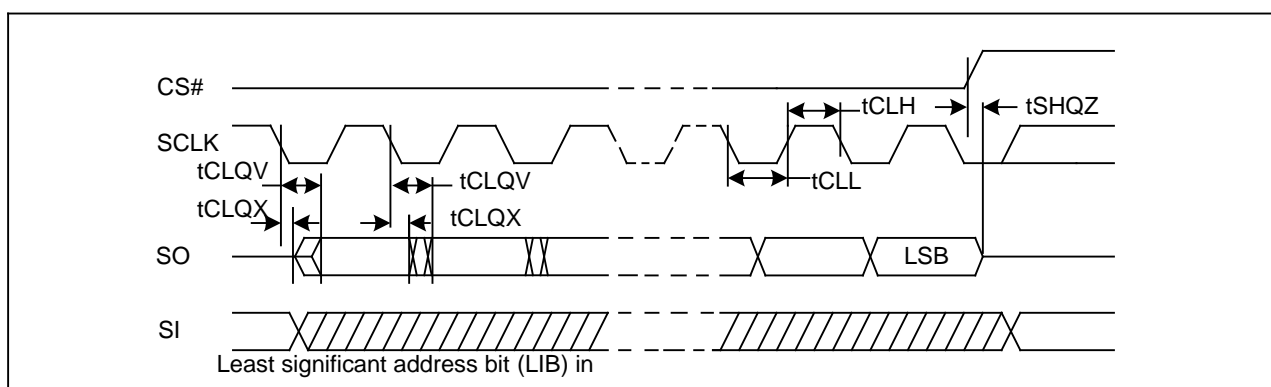 CS#
tCLH
tSHQZ
SCLK
tCLQV
tCLQV
tCLL
tCLQX
tCLQX
SO
LSB
SI
Least significant address bit (LIB) in